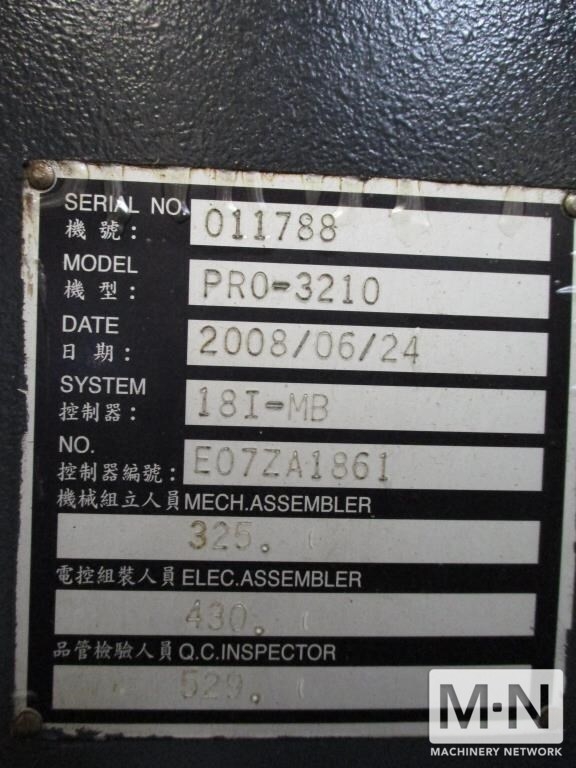 SERIAL NO.
機號: 011788
MODEL
機型: PRO-3210
DATE
日期: 2008/06/24
SYSTEM
控制器: 18I-MB
NO.
控制器編號: E07ZA1861
機械組立人員 MECH.ASSEMBLER
325.
電控組裝人員 ELEC.ASSEMBLER
430.
品管檢驗人員 Q.C.INSPECTOR
529.
M·N
MACHINERY NETWORK